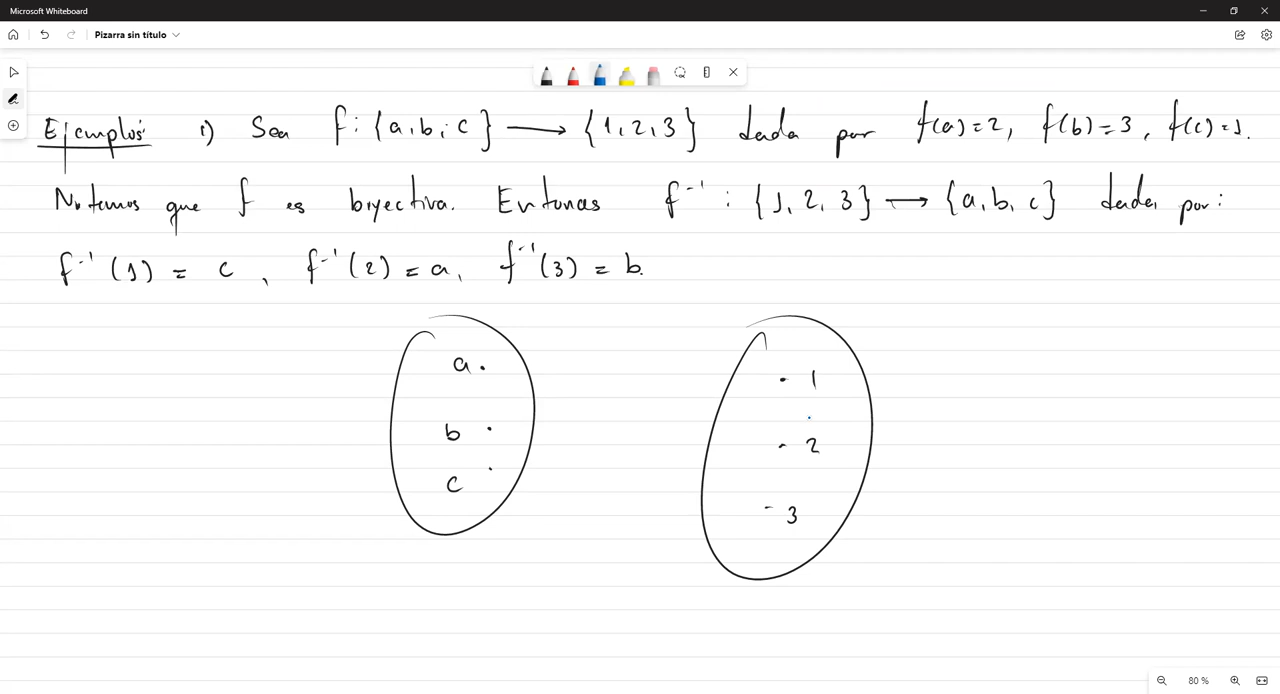 Microsoft Whiteboard
Pizarra sin título
Ejemplos: 1) Sea f: {a, b, c} → {1, 2, 3} dada por f(a)=2, f(b)=3, f(c)=1.
Notemos que f es biyectiva. Entonces f⁻¹: {1, 2, 3} → {a, b, c} dada por:
f⁻¹(1) = c, f⁻¹(2) = a, f⁻¹(3) = b.
a.
b .
c .
- 1
- 2
- 3
80 %